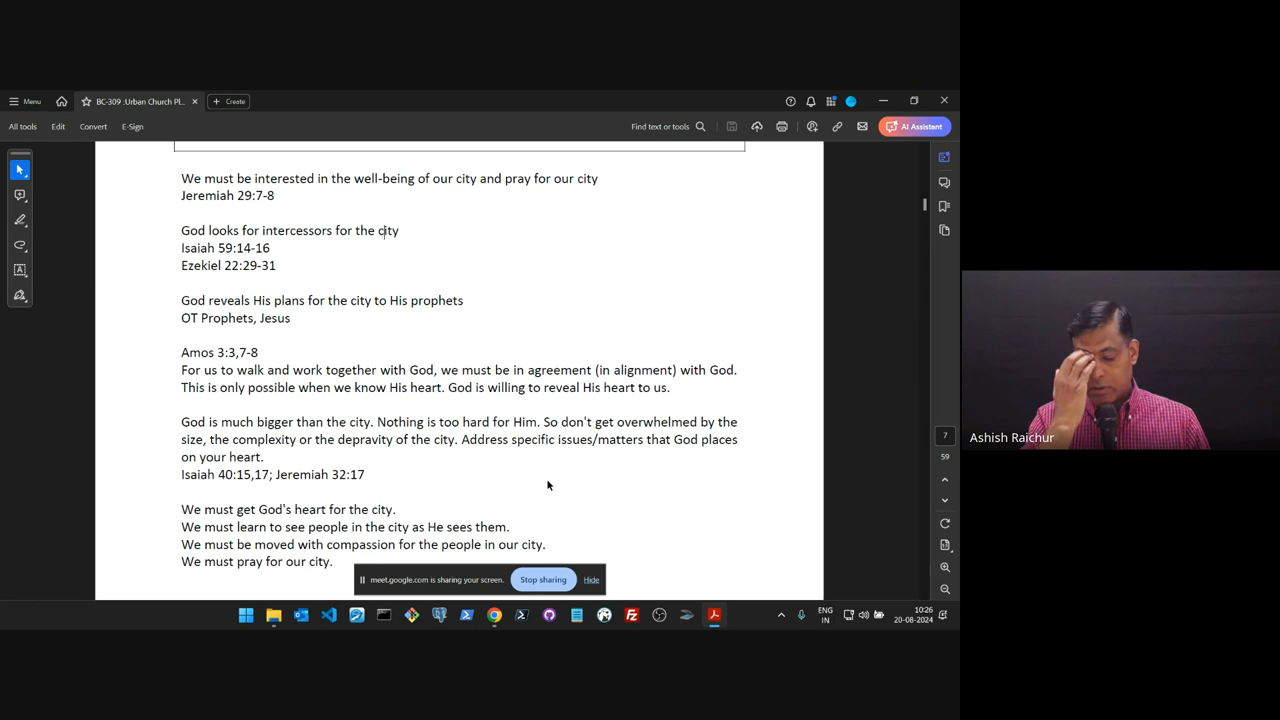 Menu
BC-309 :Urban Church Pl...
Create
All tools
Edit
Convert
E-Sign
Find text or tools
AI Assistant
We must be interested in the well-being of our city and pray for our city
Jeremiah 29:7-8
God looks for intercessors for the city
Isaiah 59:14-16
Ezekiel 22:29-31
God reveals His plans for the city to His prophets
OT Prophets, Jesus
Amos 3:3,7-8
For us to walk and work together with God, we must be in agreement (in alignment) with God.
This is only possible when we know His heart. God is willing to reveal His heart to us.
God is much bigger than the city. Nothing is too hard for Him. So don't get overwhelmed by the
size, the complexity or the depravity of the city. Address specific issues/matters that God places
on your heart.
Isaiah 40:15,17; Jeremiah 32:17
We must get God's heart for the city.
We must learn to see people in the city as He sees them.
We must be moved with compassion for the people in our city.
We must pray for our city.
7
59
meet.google.com is sharing your screen.
Stop sharing
Hide
ENG
IN
10:26
20-08-2024
Ashish Raichur